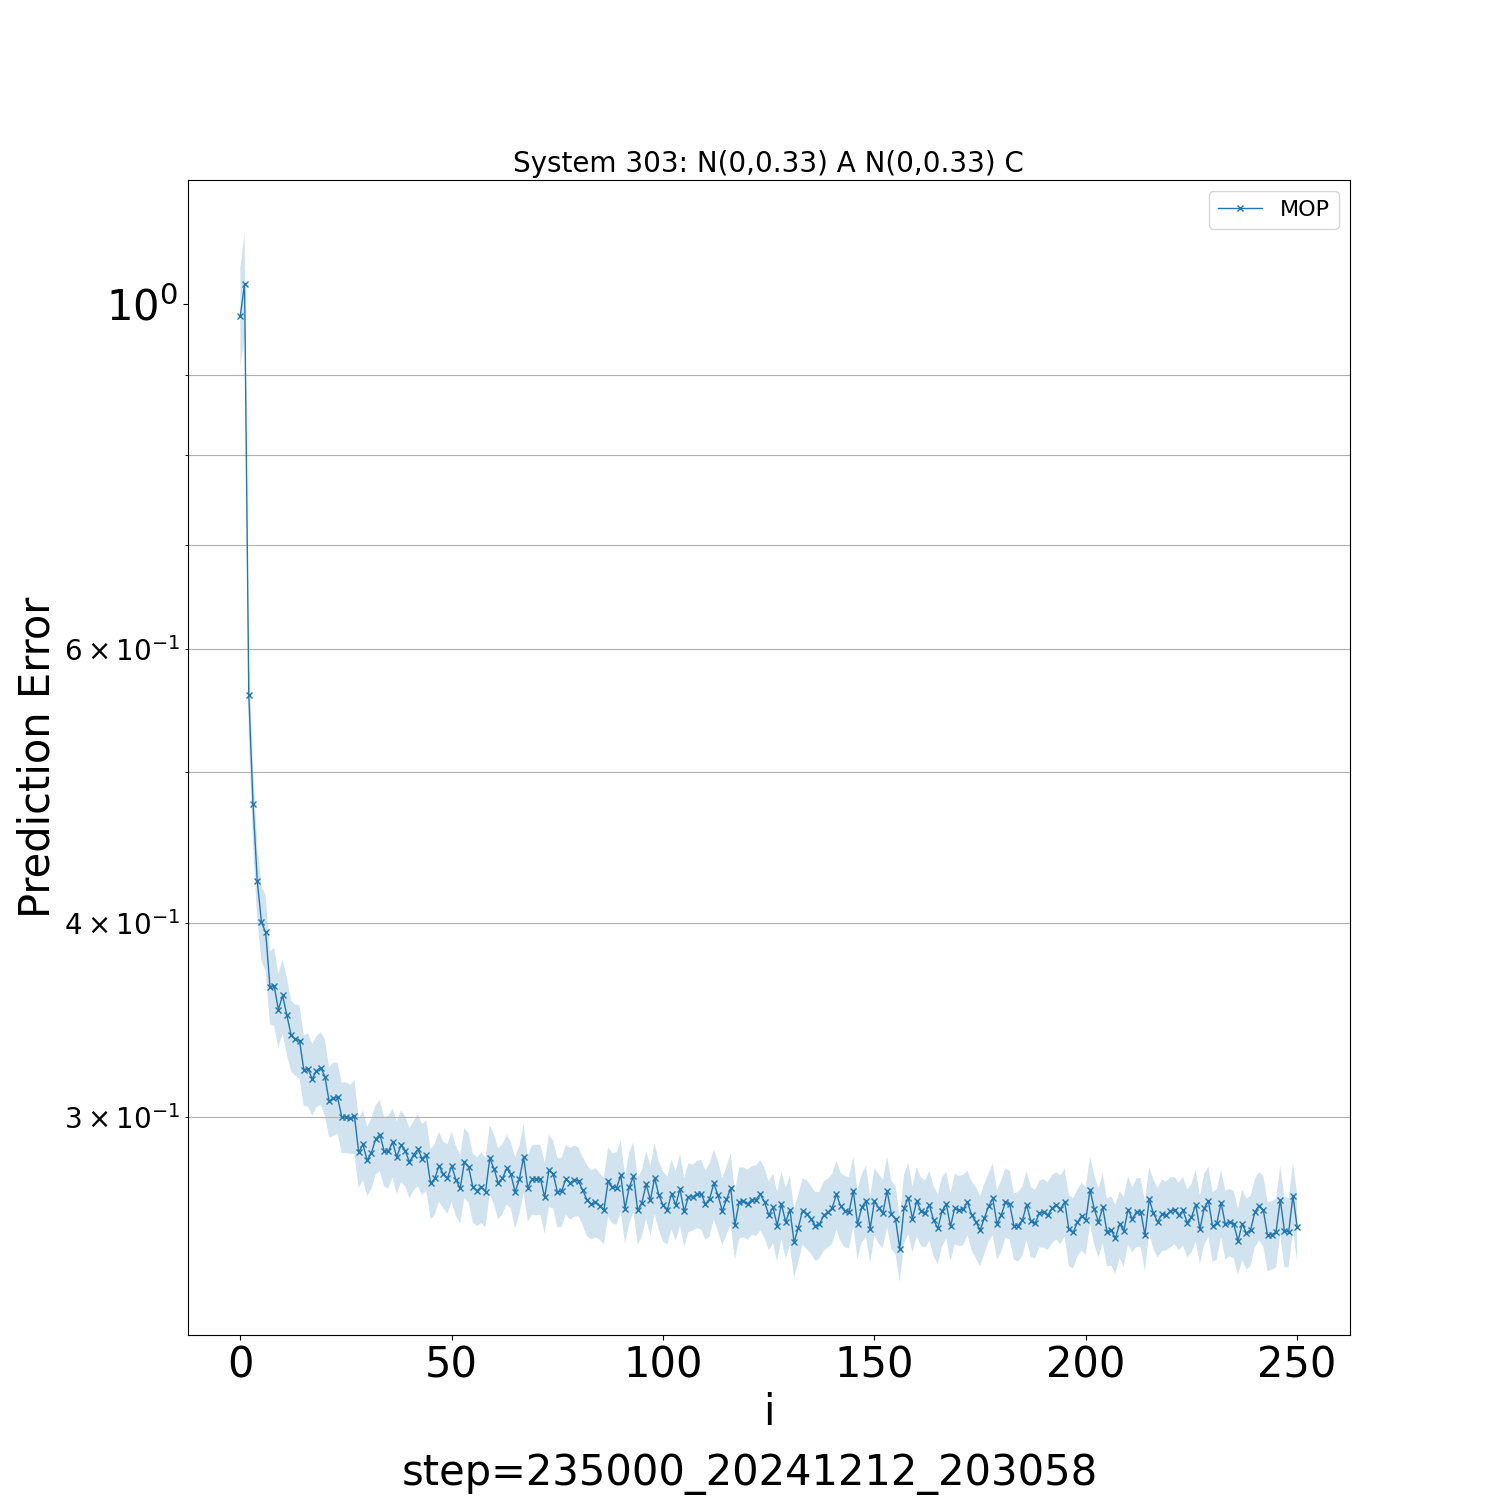 System 303: N(0,0.33) A N(0,0.33) C
MOP
10⁰
6 × 10⁻¹
4 × 10⁻¹
3 × 10⁻¹
Prediction Error
0 50 100 150 200 250
i
step=235000_20241212_203058